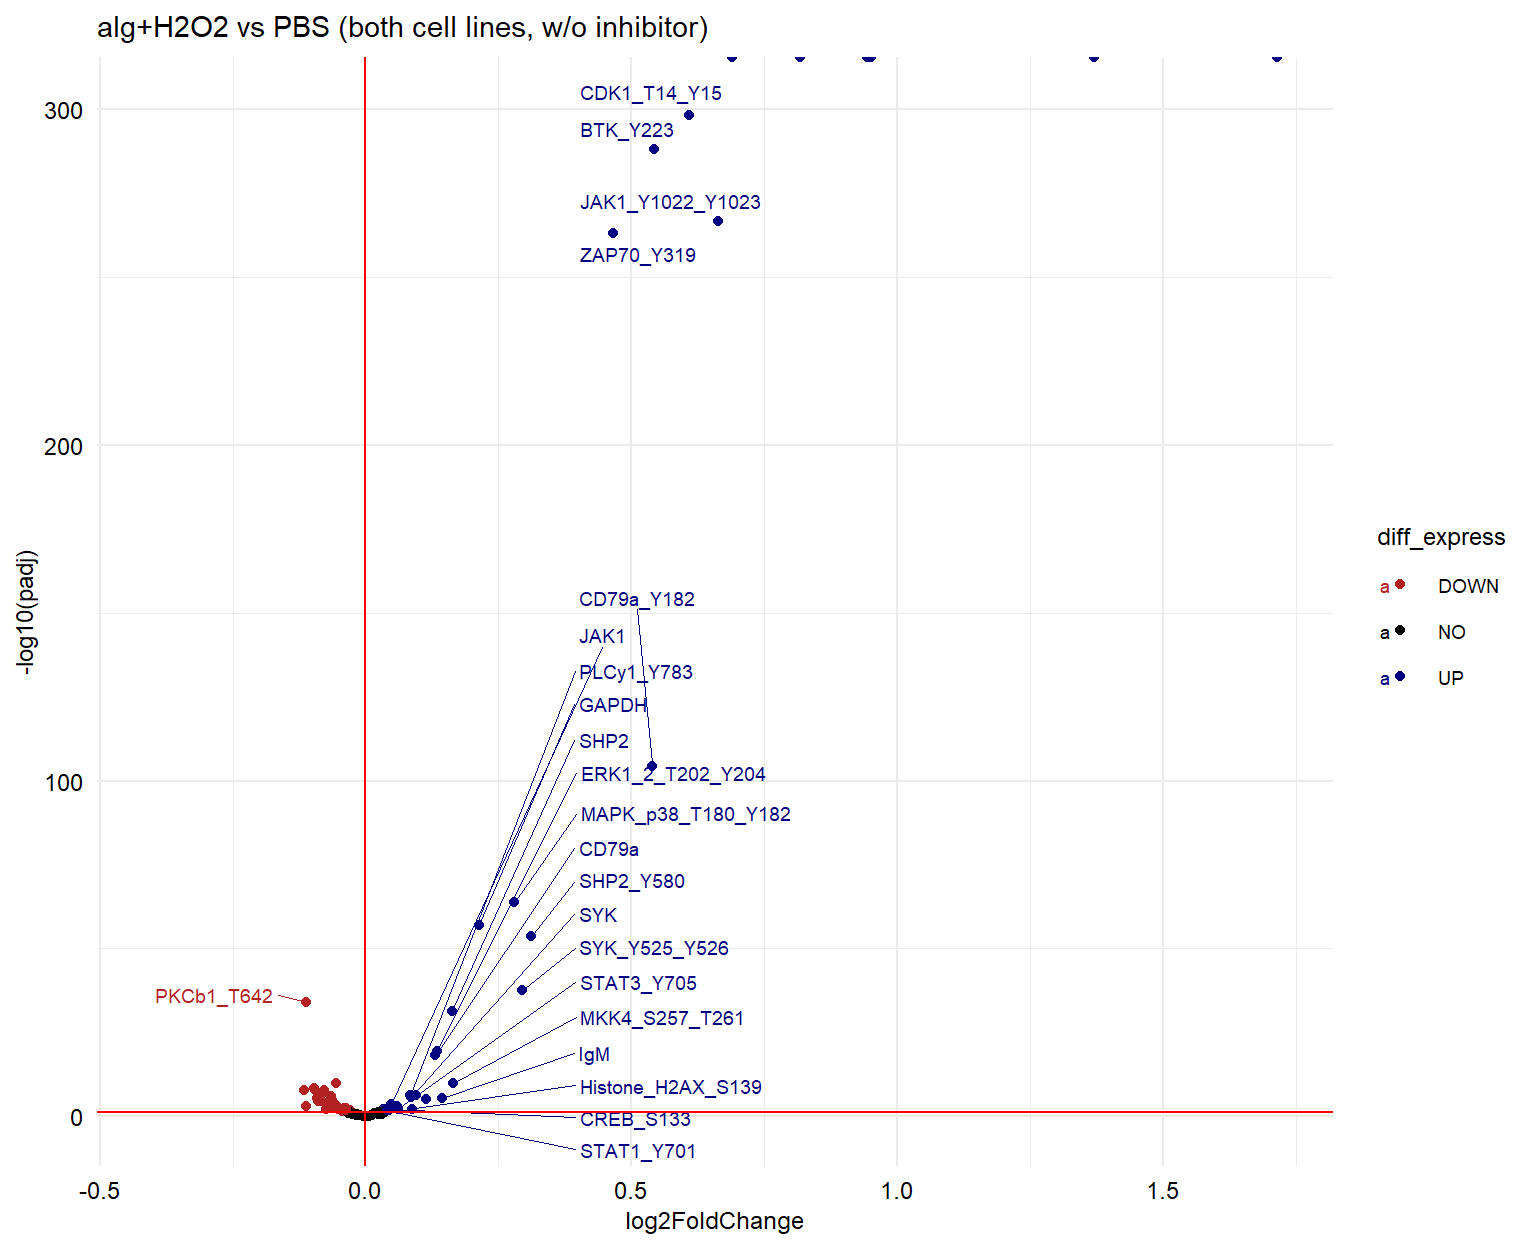 alg+H2O2 vs PBS (both cell lines, w/o inhibitor)
300
200
100
0
-log10(padj)
CDK1_T14_Y15
BTK_Y223
JAK1_Y1022_Y1023
ZAP70_Y319
CD79a_Y182
JAK1
PLCy1_Y783
GAPDH
SHP2
ERK1_2_T202_Y204
MAPK_p38_T180_Y182
CD79a
SHP2_Y580
SYK
SYK_Y525_Y526
STAT3_Y705
PKCb1_T642
MKK4_S257_T261
IgM
Histone_H2AX_S139
CREB_S133
STAT1_Y701
-0.5 0.0 0.5 1.0 1.5
log2FoldChange
diff_express
a DOWN
a NO
a UP